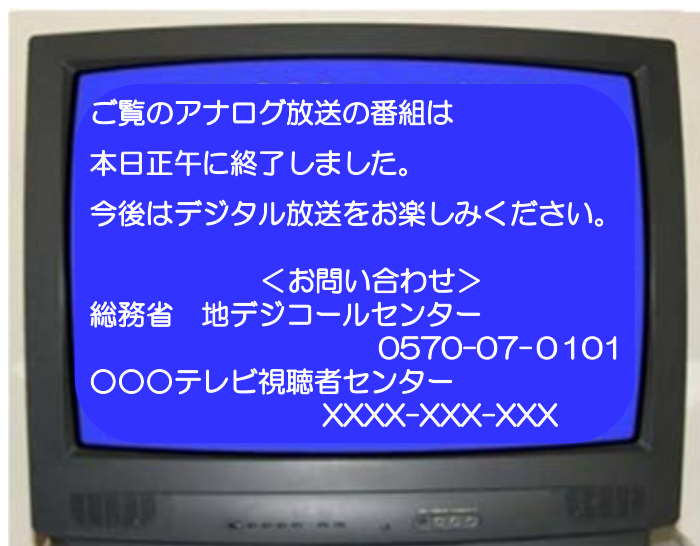 ご覧のアナログ放送の番組は
本日正午に終了しました。
今後はデジタル放送をお楽しみください。
＜お問い合わせ＞
総務省　地デジコールセンター
0570-07-0101
〇〇〇テレビ視聴者センター
XXXX-XXX-XXX